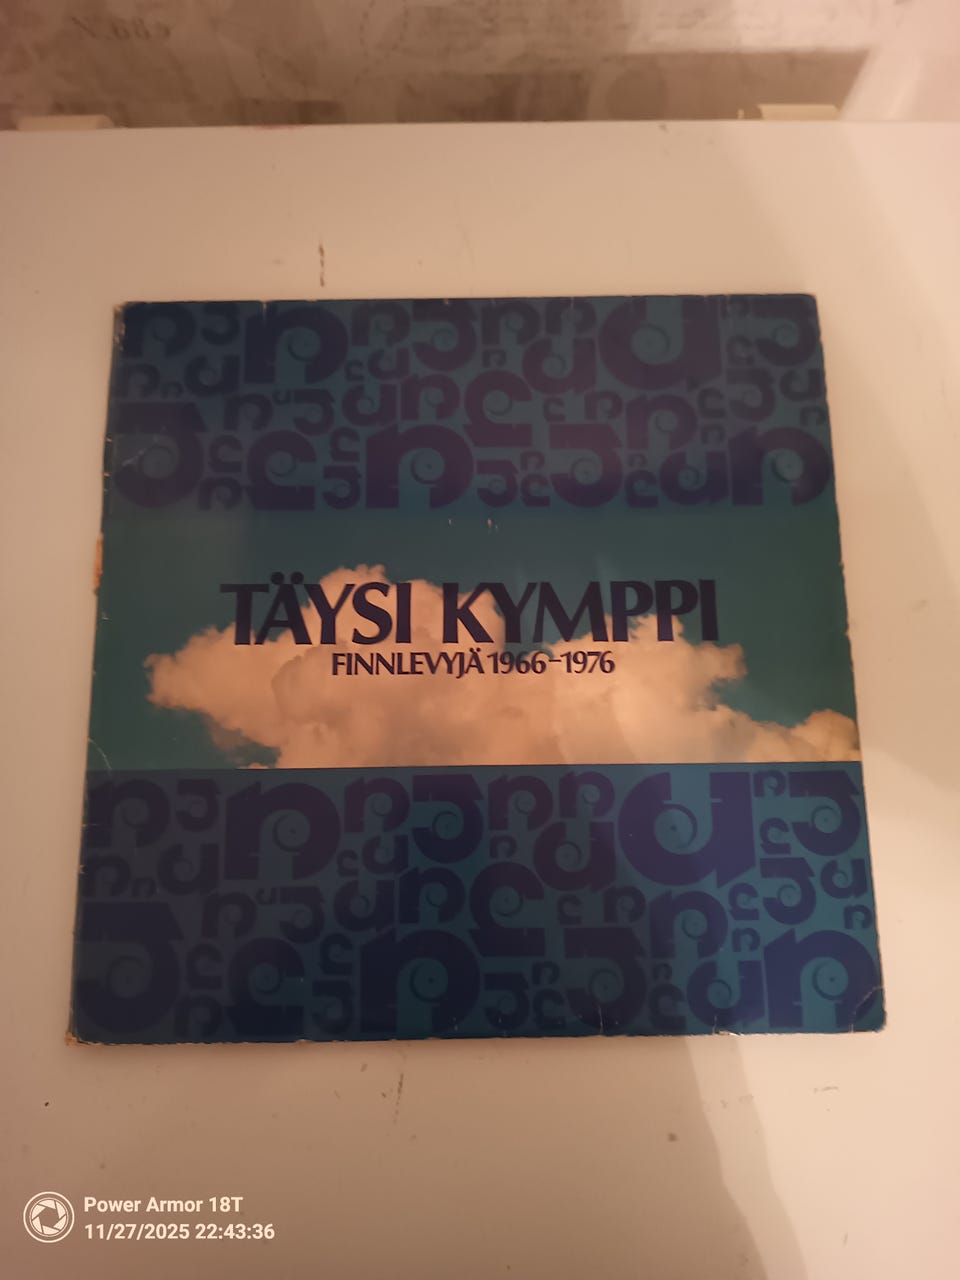 TÄYSI KYMPPI
FINNLEVYJÄ 1966-1976
Power Armor 18T
11/27/2025 22:43:36